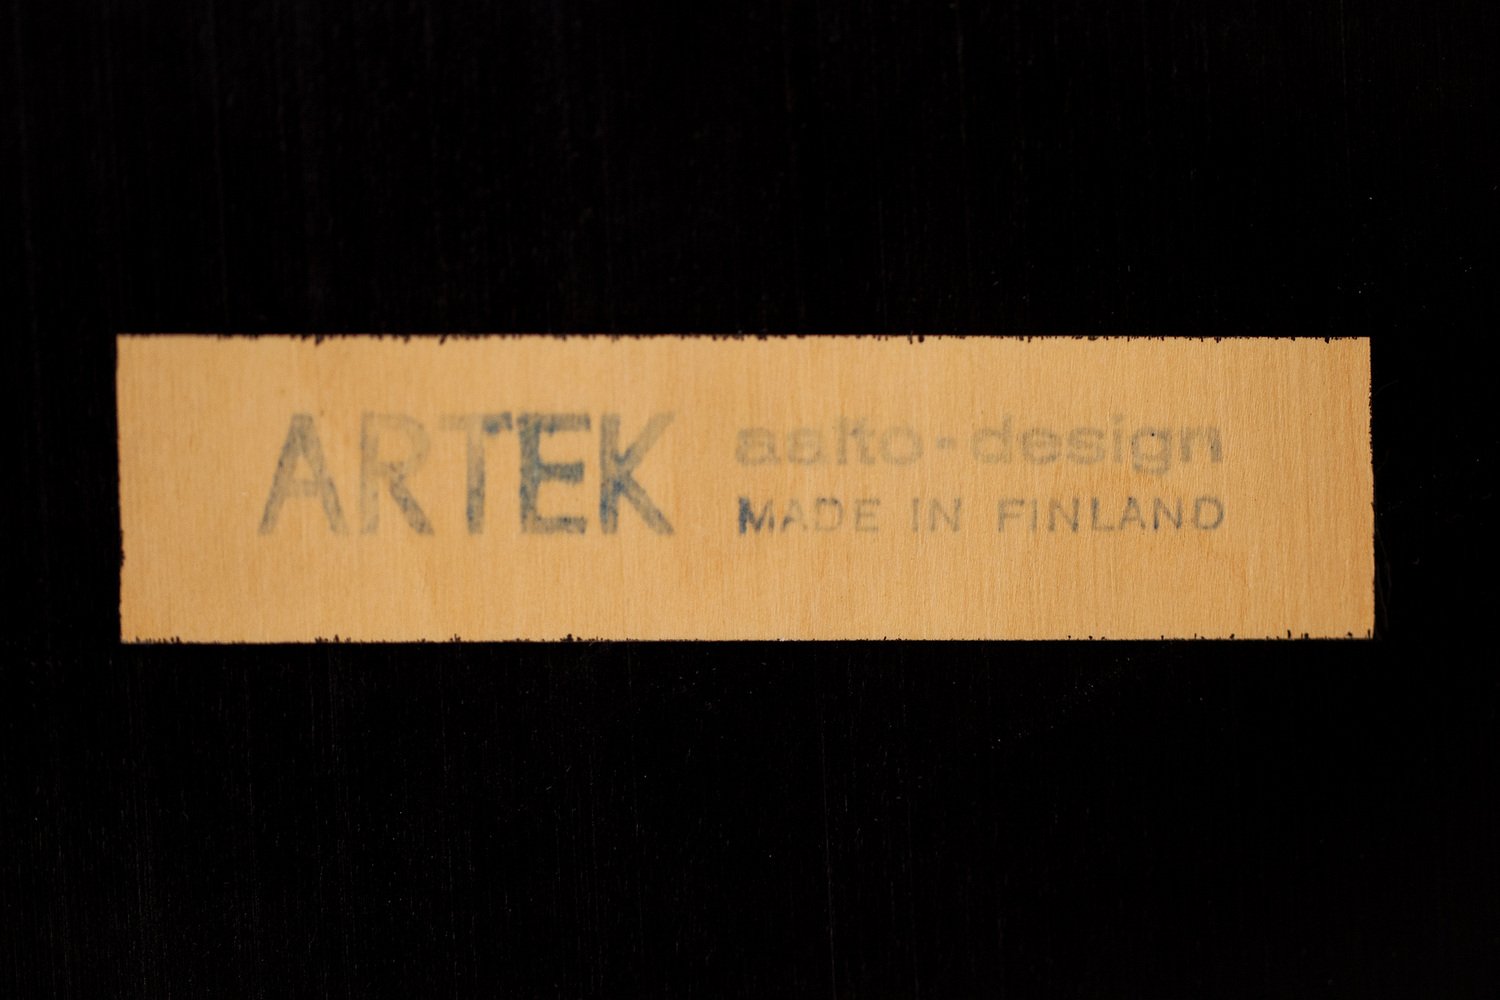 ARTEK
aalto-design
MADE IN FINLAND